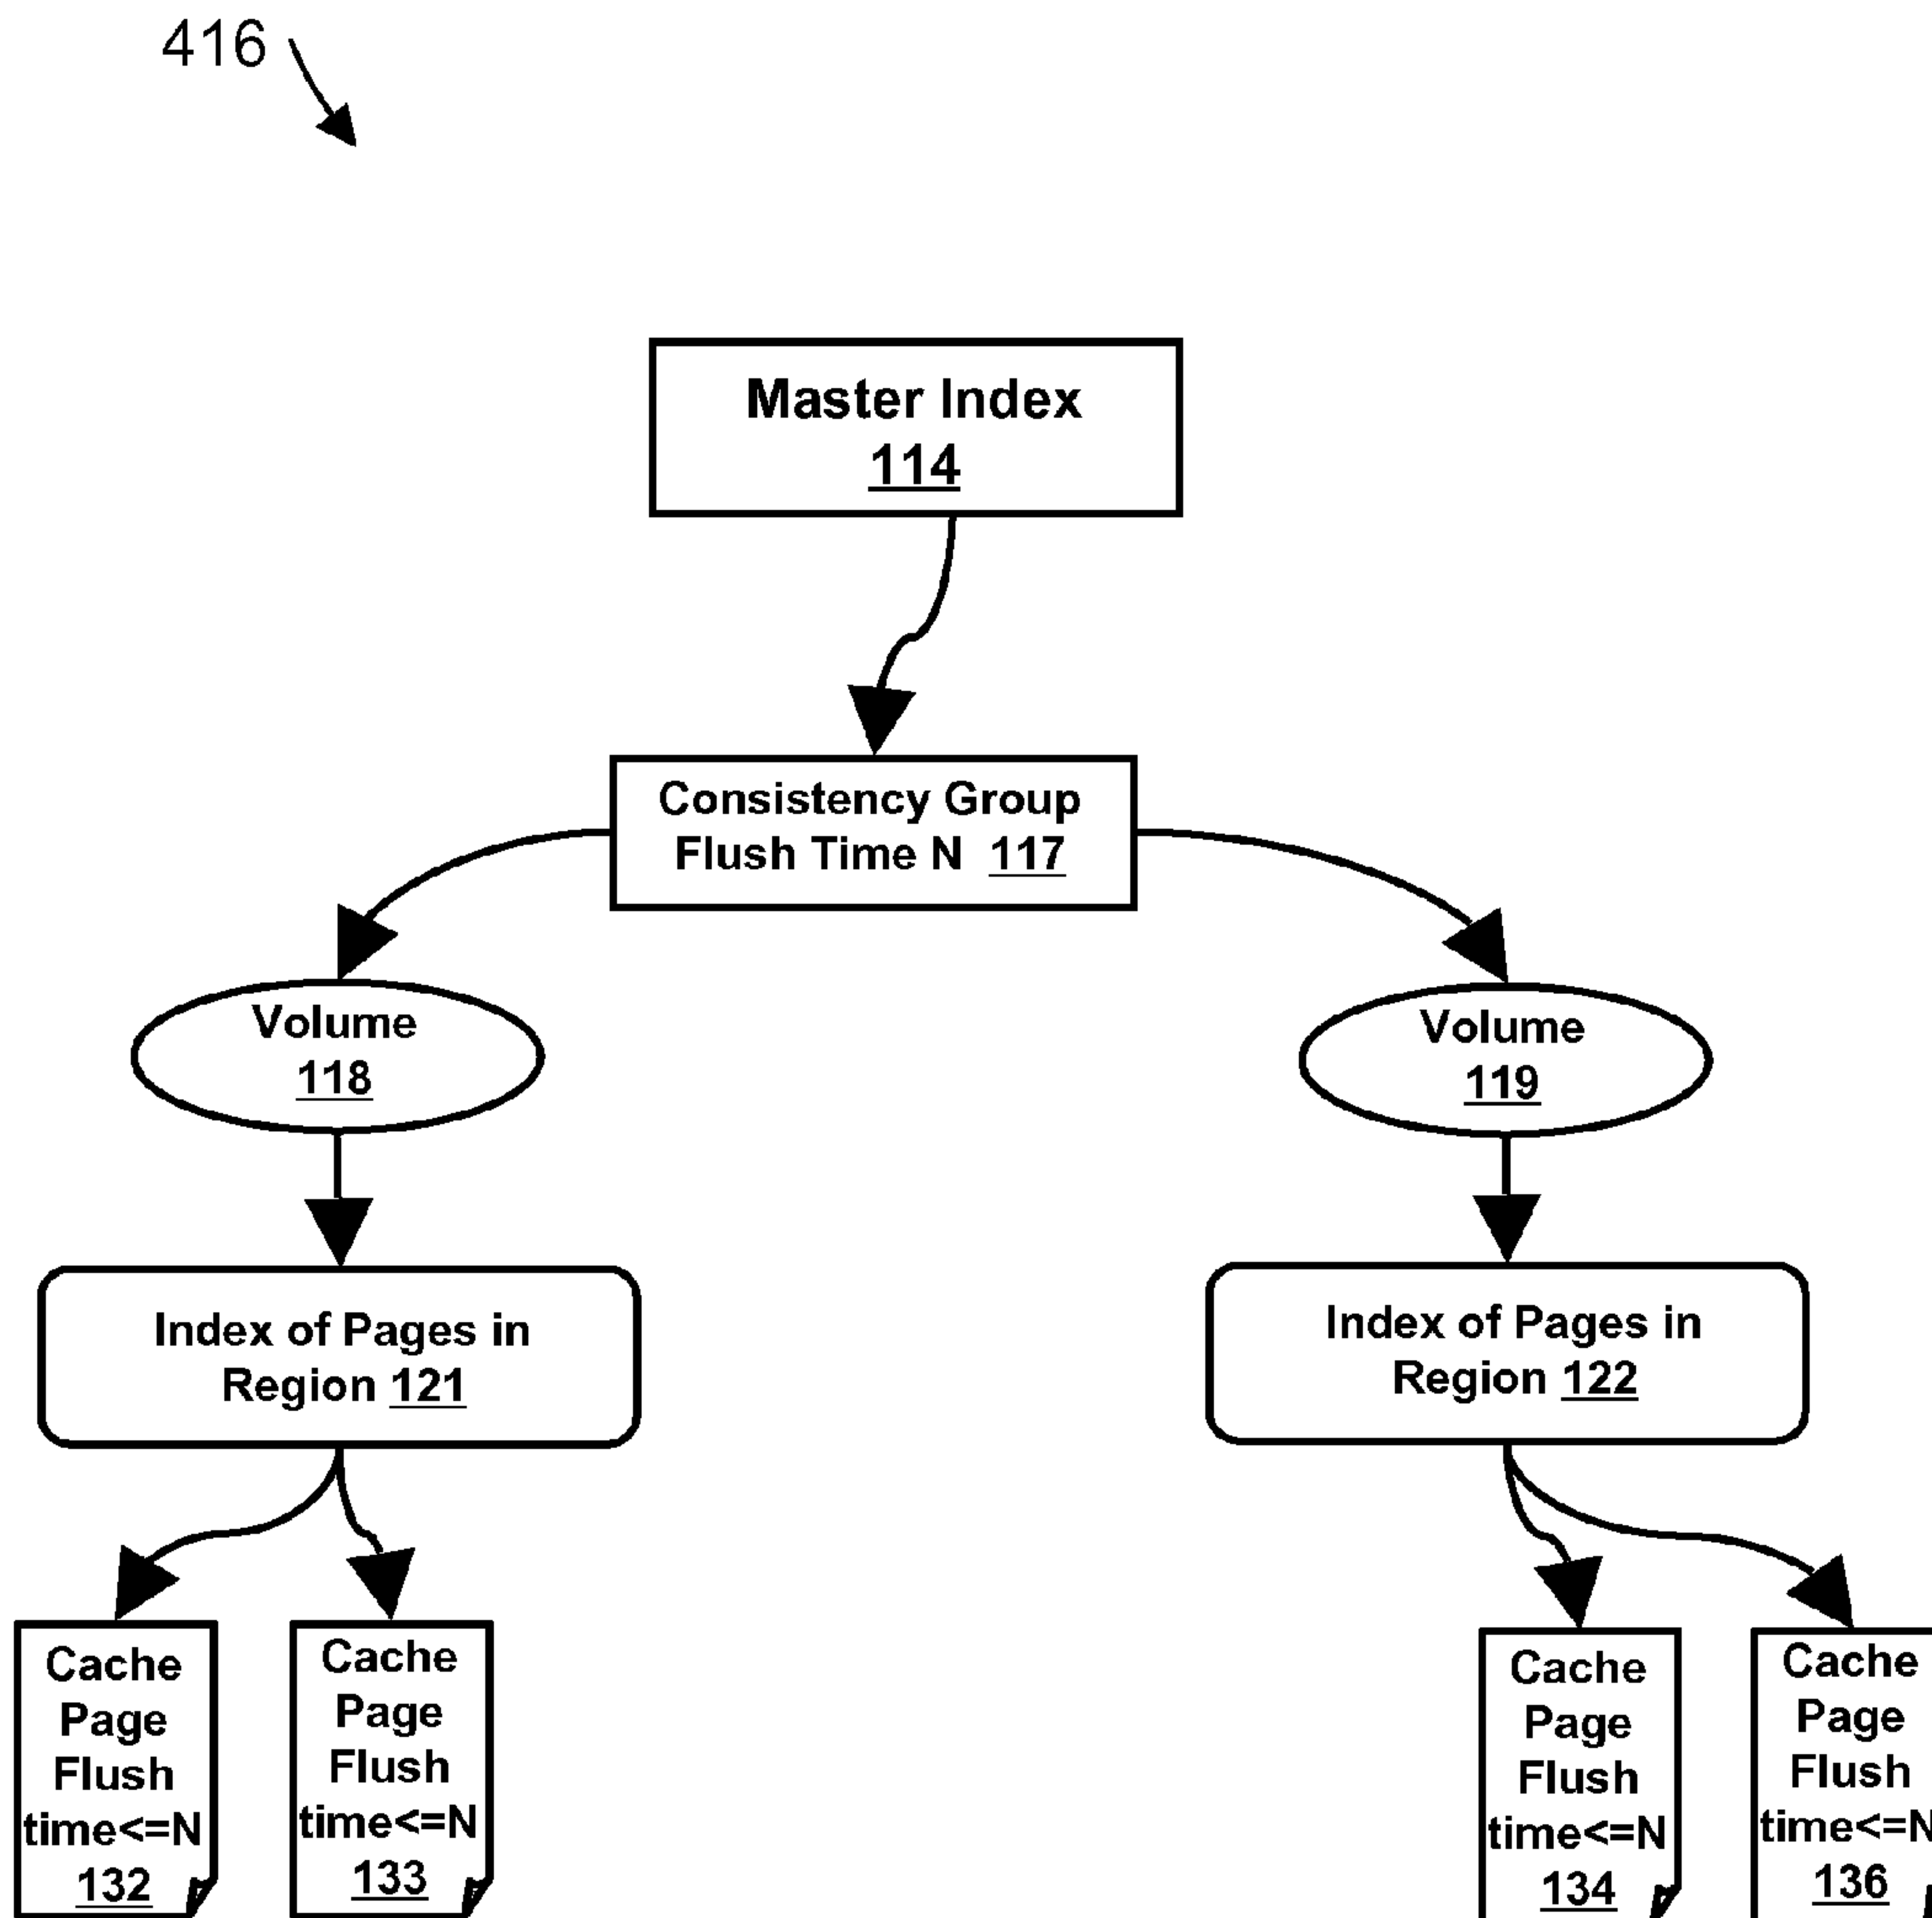 416
Master Index
114
Consistency Group
Flush Time N 117
Volume
118
Volume
119
Index of Pages in
Region 121
Index of Pages in
Region 122
Cache
Page
Flush
time<=N
132
Cache
Page
Flush
time<=N
133
Cache
Page
Flush
time<=N
134
Cache
Page
Flush
time<=N
136